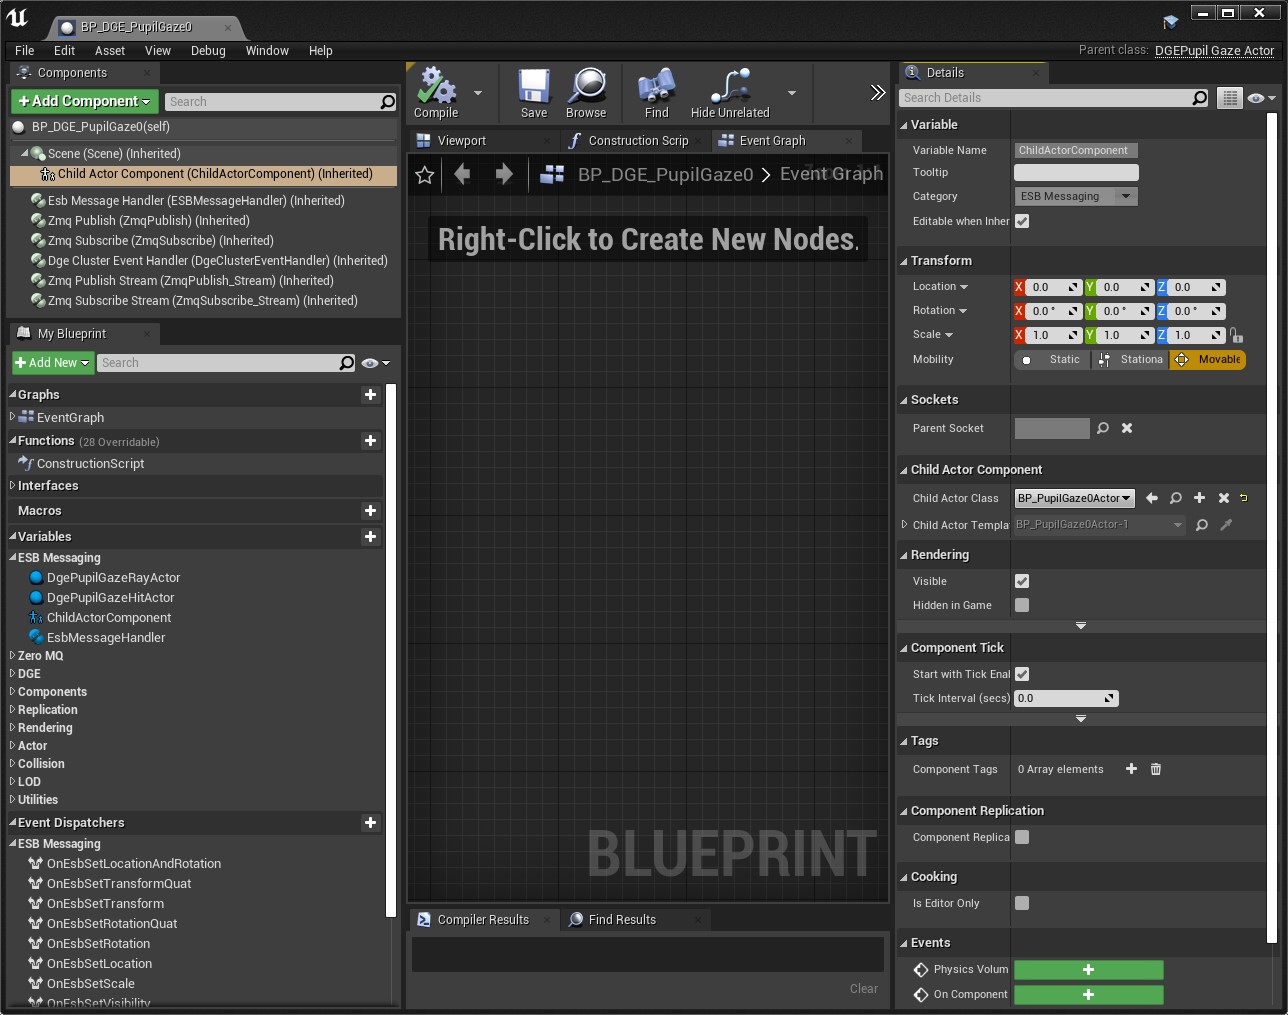 BP_DGE_PupilGaze0
File Edit Asset View Debug Window Help
Parent class: DGEPupil Gaze Actor
Components
Add Component
Search
BP_DGE_PupilGaze0(self)
Scene (Scene) (Inherited)
Child Actor Component (ChildActorComponent) (Inherited)
Esb Message Handler (ESBMessageHandler) (Inherited)
Zmq Publish (ZmqPublish) (Inherited)
Zmq Subscribe (ZmqSubscribe) (Inherited)
Dge Cluster Event Handler (DgeClusterEventHandler) (Inherited)
Zmq Publish Stream (ZmqPublish_Stream) (Inherited)
Zmq Subscribe Stream (ZmqSubscribe_Stream) (Inherited)
My Blueprint
Add New
Search
Graphs
EventGraph
Functions (28 Overridable)
ConstructionScript
Interfaces
Macros
Variables
ESB Messaging
DgePupilGazeRayActor
DgePupilGazeHitActor
ChildActorComponent
EsbMessageHandler
Zero MQ
DGE
Components
Replication
Rendering
Actor
Collision
LOD
Utilities
Event Dispatchers
ESB Messaging
OnEsbSetLocationAndRotation
OnEsbSetTransformQuat
OnEsbSetTransform
OnEsbSetRotationQuat
OnEsbSetRotation
OnEsbSetLocation
OnEsbSetScale
OnEsbSetVisibility
Compile Save Browse Find Hide Unrelated
Viewport Construction Scrip Event Graph
BP_DGE_PupilGaze0 > Event Graph
Right-Click to Create New Nodes.
BLUEPRINT
Compiler Results Find Results
Clear
Details
Search Details
Variable
Variable Name ChildActorComponent
Tooltip
Category ESB Messaging
Editable when Inher
Transform
Location X 0.0 Y 0.0 Z 0.0
Rotation X 0.0 ° Y 0.0 ° Z 0.0 °
Scale X 1.0 Y 1.0 Z 1.0
Mobility Static Stationa Movable
Sockets
Parent Socket
Child Actor Component
Child Actor Class BP_PupilGaze0Actor
Child Actor Templa BP_PupilGaze0Actor-1
Rendering
Visible
Hidden in Game
Component Tick
Start with Tick Enal
Tick Interval (secs) 0.0
Tags
Component Tags 0 Array elements
Component Replication
Component Replica
Cooking
Is Editor Only
Events
Physics Volum
On Component